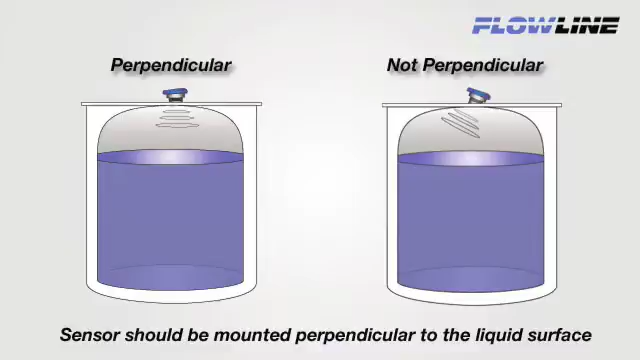 FLOWLINE
Perpendicular
Not Perpendicular
Sensor should be mounted perpendicular to the liquid surface